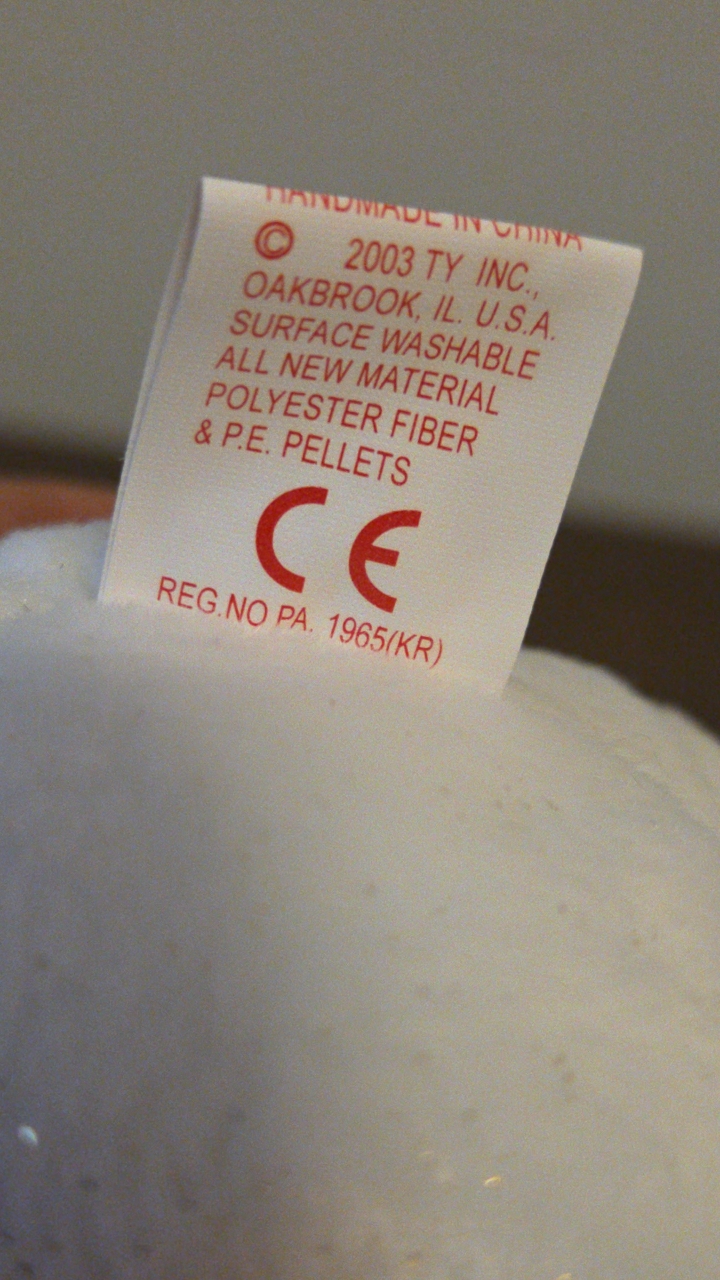 HANDMADE IN CHINA
© 2003 TY INC.,
OAKBROOK, IL. U.S.A.
SURFACE WASHABLE
ALL NEW MATERIAL
POLYESTER FIBER
& P.E. PELLETS
CE
REG.NO PA. 1965(KR)